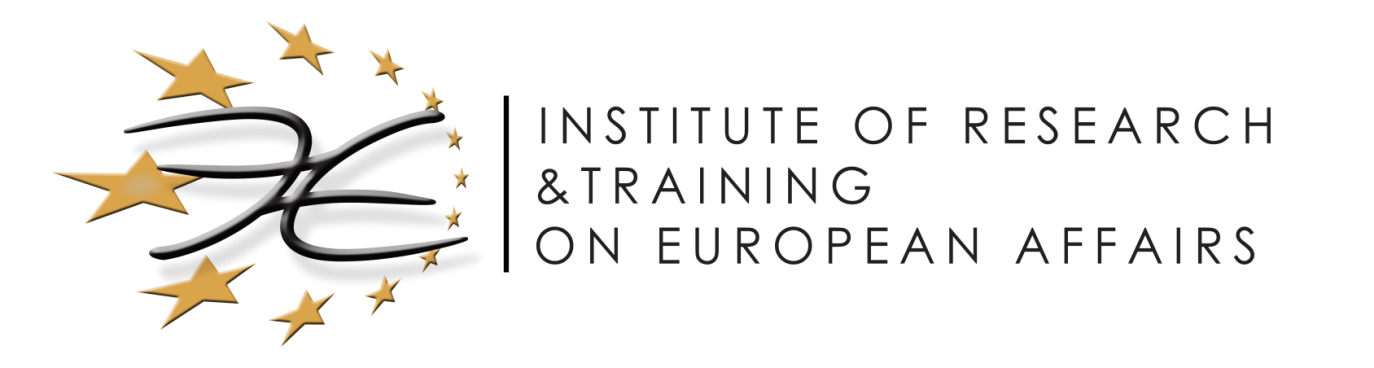 INSTITUTE OF RESEARCH
&TRAINING
ON EUROPEAN AFFAIRS